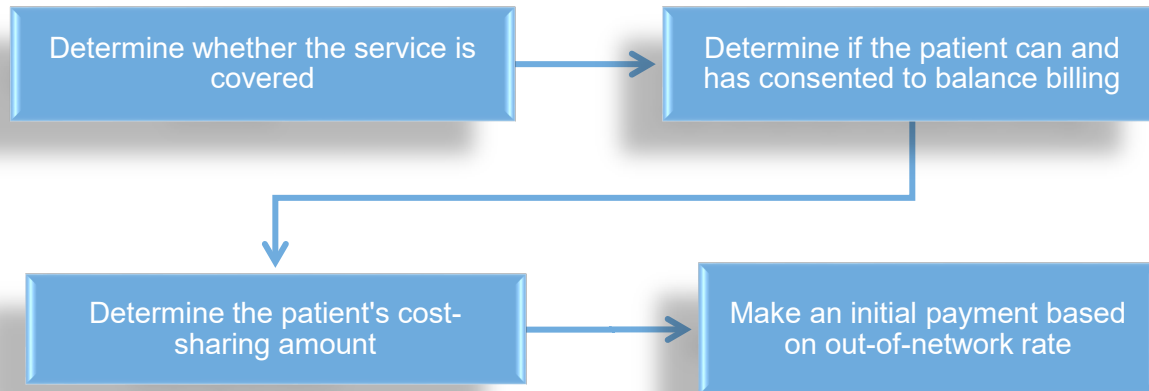 Determine whether the service is
covered
Determine if the patient can and
has consented to balance billing
Determine the patient's cost-
sharing amount
Make an initial payment based
on out-of-network rate